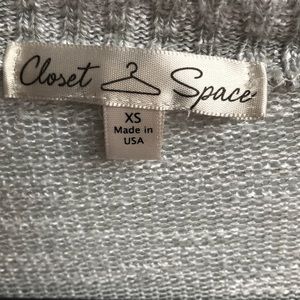 Closet Space
XS
Made in
USA